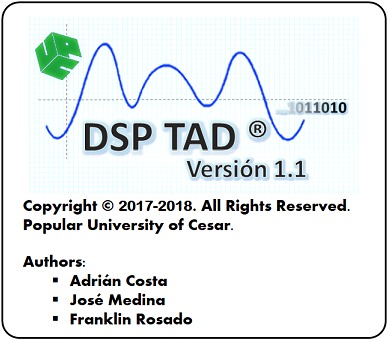 UPC
...1011010
DSP TAD ®
Versión 1.1
Copyright © 2017-2018. All Rights Reserved.
Popular University of Cesar.
Authors:
▪ Adrián Costa
▪ José Medina
▪ Franklin Rosado